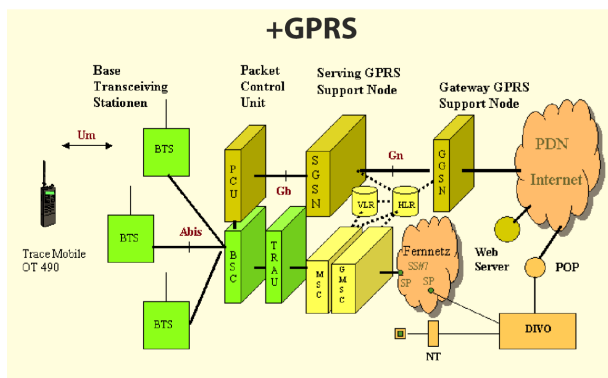 +GPRS
Base
Transceiving
Stationen
Packet
Control
Unit
Serving GPRS
Support Node
Gateway GPRS
Support Node
Um
BTS
PCU
SGSN
Gn
GGSN
PDN
Internet
Gb
VLR
HLR
BTS
Abis
BSC
TRAU
MSC
GMSC
Fernnetz
SS#7
SP
SP
Web
Server
POP
Trace Mobile
OT 490
BTS
DIVO
NT